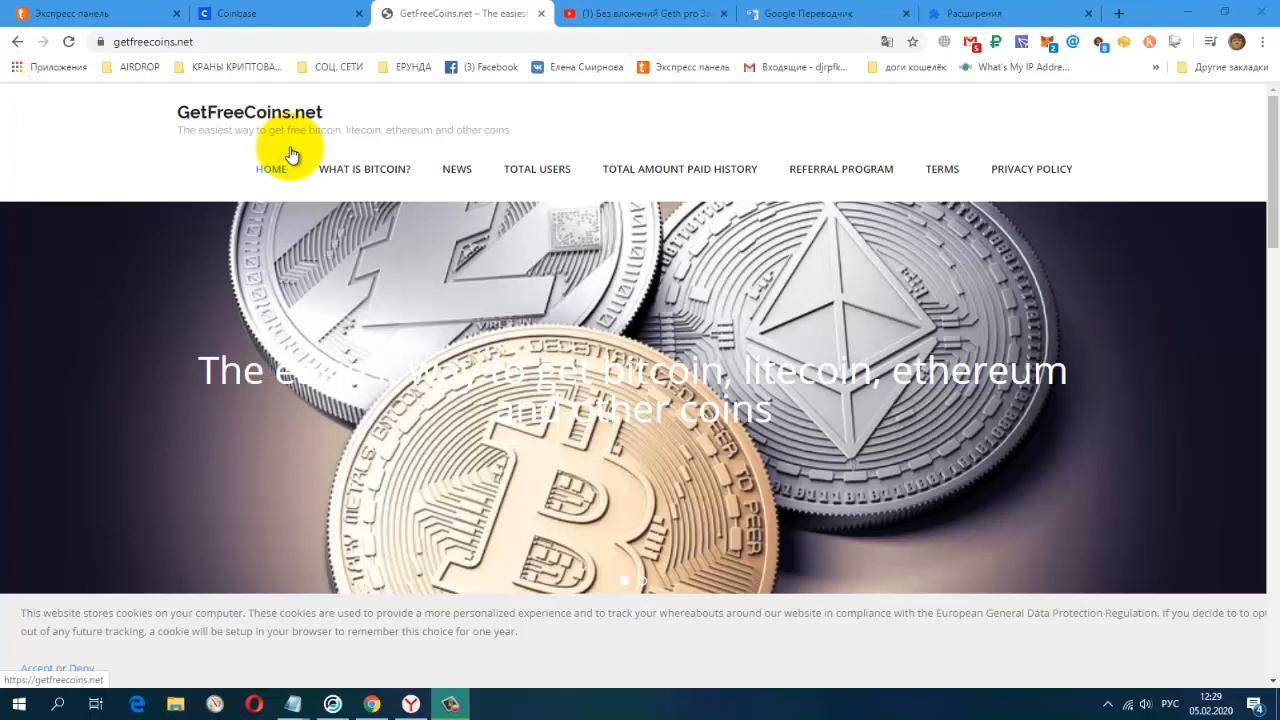 Экспресс панель
Coinbase
GetFreeCoins.net – The easiest
(1) Без вложений Geth pro За
Google Переводчик
Расширения
getfreecoins.net
5
2
8
Приложения
AIRDROP
КРАНЫ КРИПТОВА...
СОЦ. СЕТИ
ЕРУНДА
(3) Facebook
Елена Смирнова
Экспресс панель
Входящие - djrpfk...
доги кошелёк
What's My IP Addre...
»
Другие закладки
GetFreeCoins.net
The easiest way to get free bitcoin, litecoin, ethereum and other coins
HOME
WHAT IS BITCOIN?
NEWS
TOTAL USERS
TOTAL AMOUNT PAID HISTORY
REFERRAL PROGRAM
TERMS
PRIVACY POLICY
The easiest way to get bitcoin, litecoin, ethereum
and other coins
This website stores cookies on your computer. These cookies are used to provide a more personalized experience and to track your whereabouts around our website in compliance with the European General Data Protection Regulation. If you decide to to opt
out of any future tracking, a cookie will be setup in your browser to remember this choice for one year.
Accept or Deny
https://getfreecoins.net
РУС
12:29
05.02.2020
4